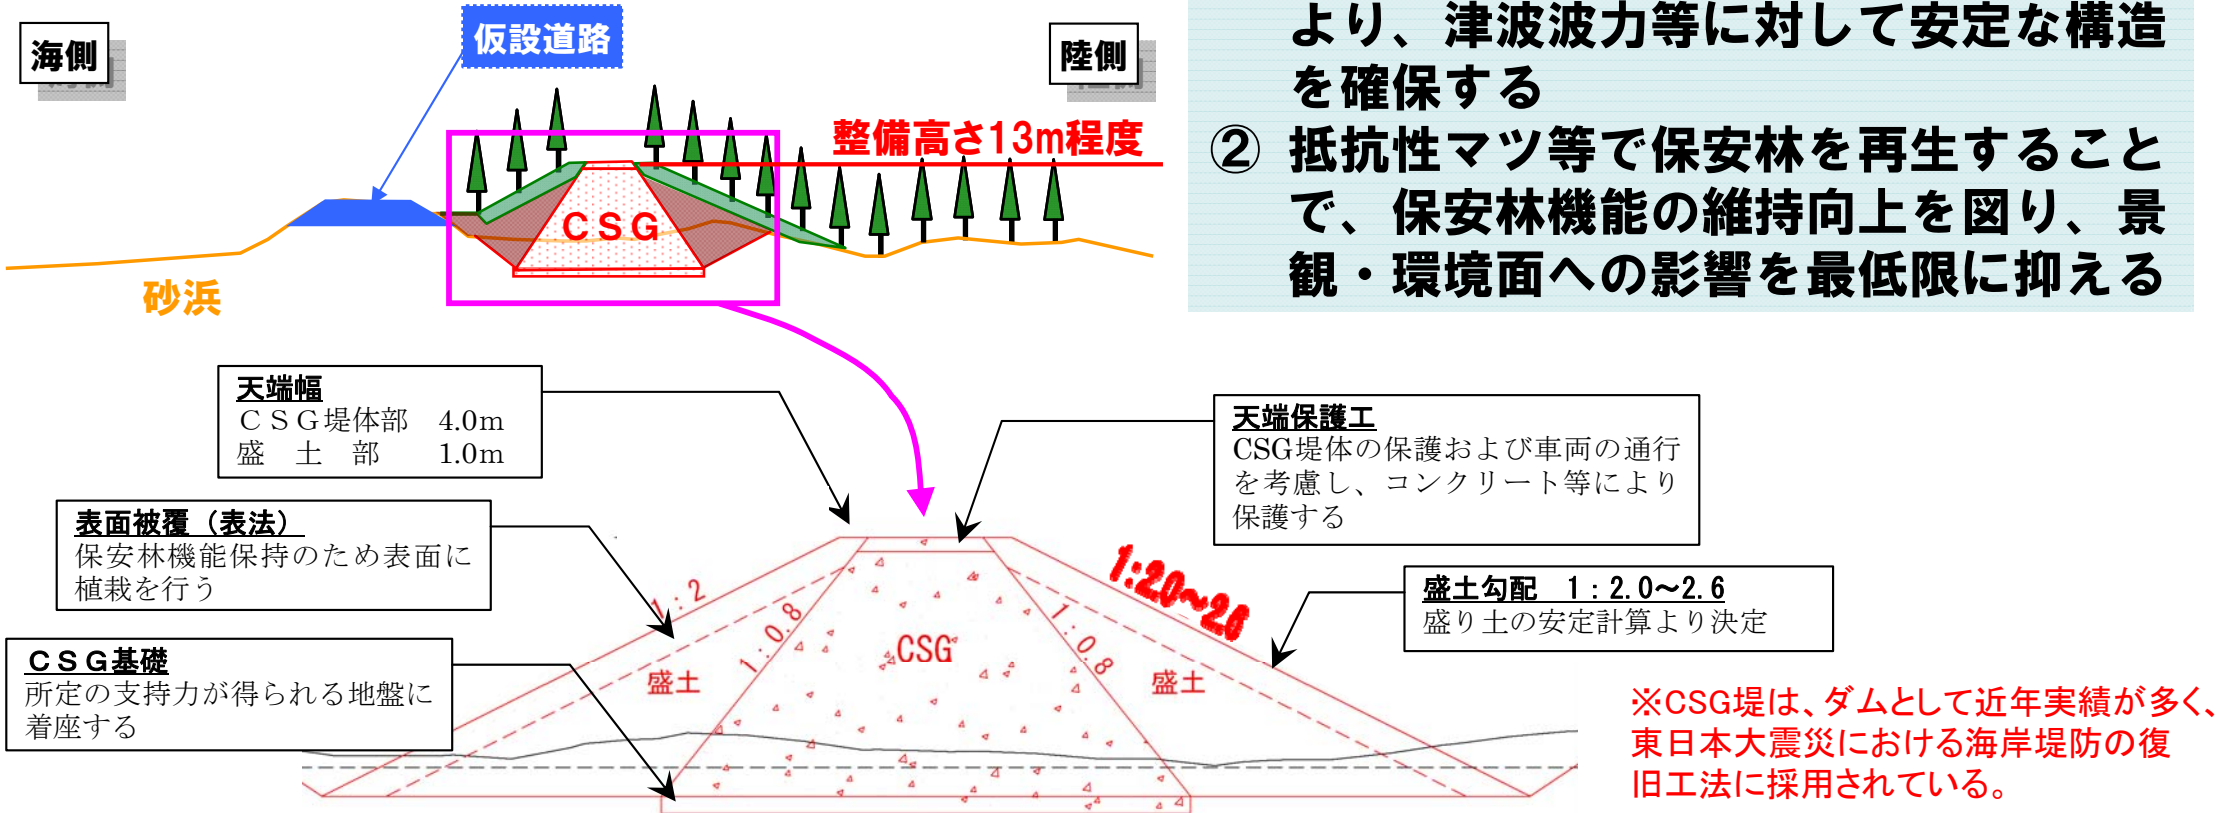 海側
仮設道路
陸側
整備高さ13m程度
CSG
砂浜
より、津波波力等に対して安定な構造
を確保する
② 抵抗性マツ等で保安林を再生すること
で、保安林機能の維持向上を図り、景
観・環境面への影響を最低限に抑える
天端幅
CSG堤体部 4.0m
盛土部 1.0m
天端保護工
CSG堤体の保護および車両の通行
を考慮し、コンクリート等により
保護する
表面被覆(表法)
保安林機能保持のため表面に
植栽を行う
盛土勾配 1:2.0~2.6
盛り土の安定計算より決定
CSG基礎
所定の支持力が得られる地盤に
着座する
1:2
1:0.8
CSG
1:0.8
1:2.0~2.6
盛土
盛土
※CSG堤は、ダムとして近年実績が多く、
東日本大震災における海岸堤防の復
旧工法に採用されている。